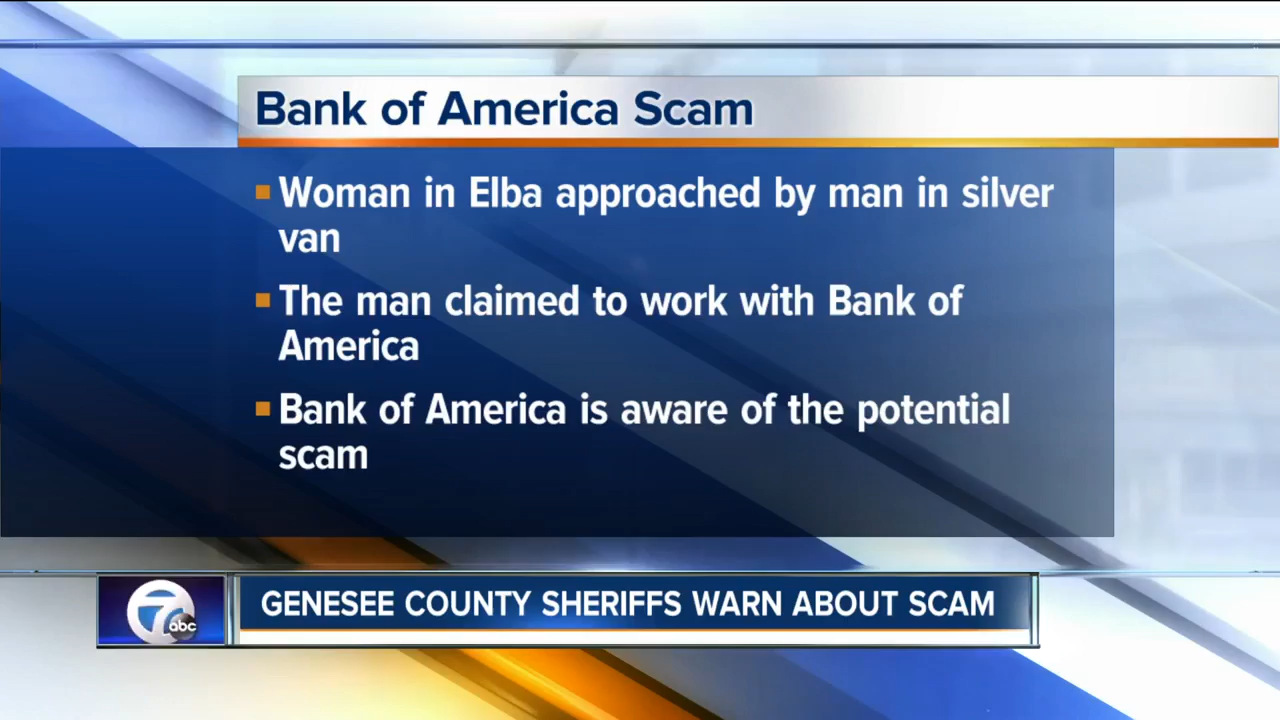 Bank of America Scam
Woman in Elba approached by man in silver
van
The man claimed to work with Bank of
America
Bank of America is aware of the potential
scam
7 abc
GENESEE COUNTY SHERIFFS WARN ABOUT SCAM